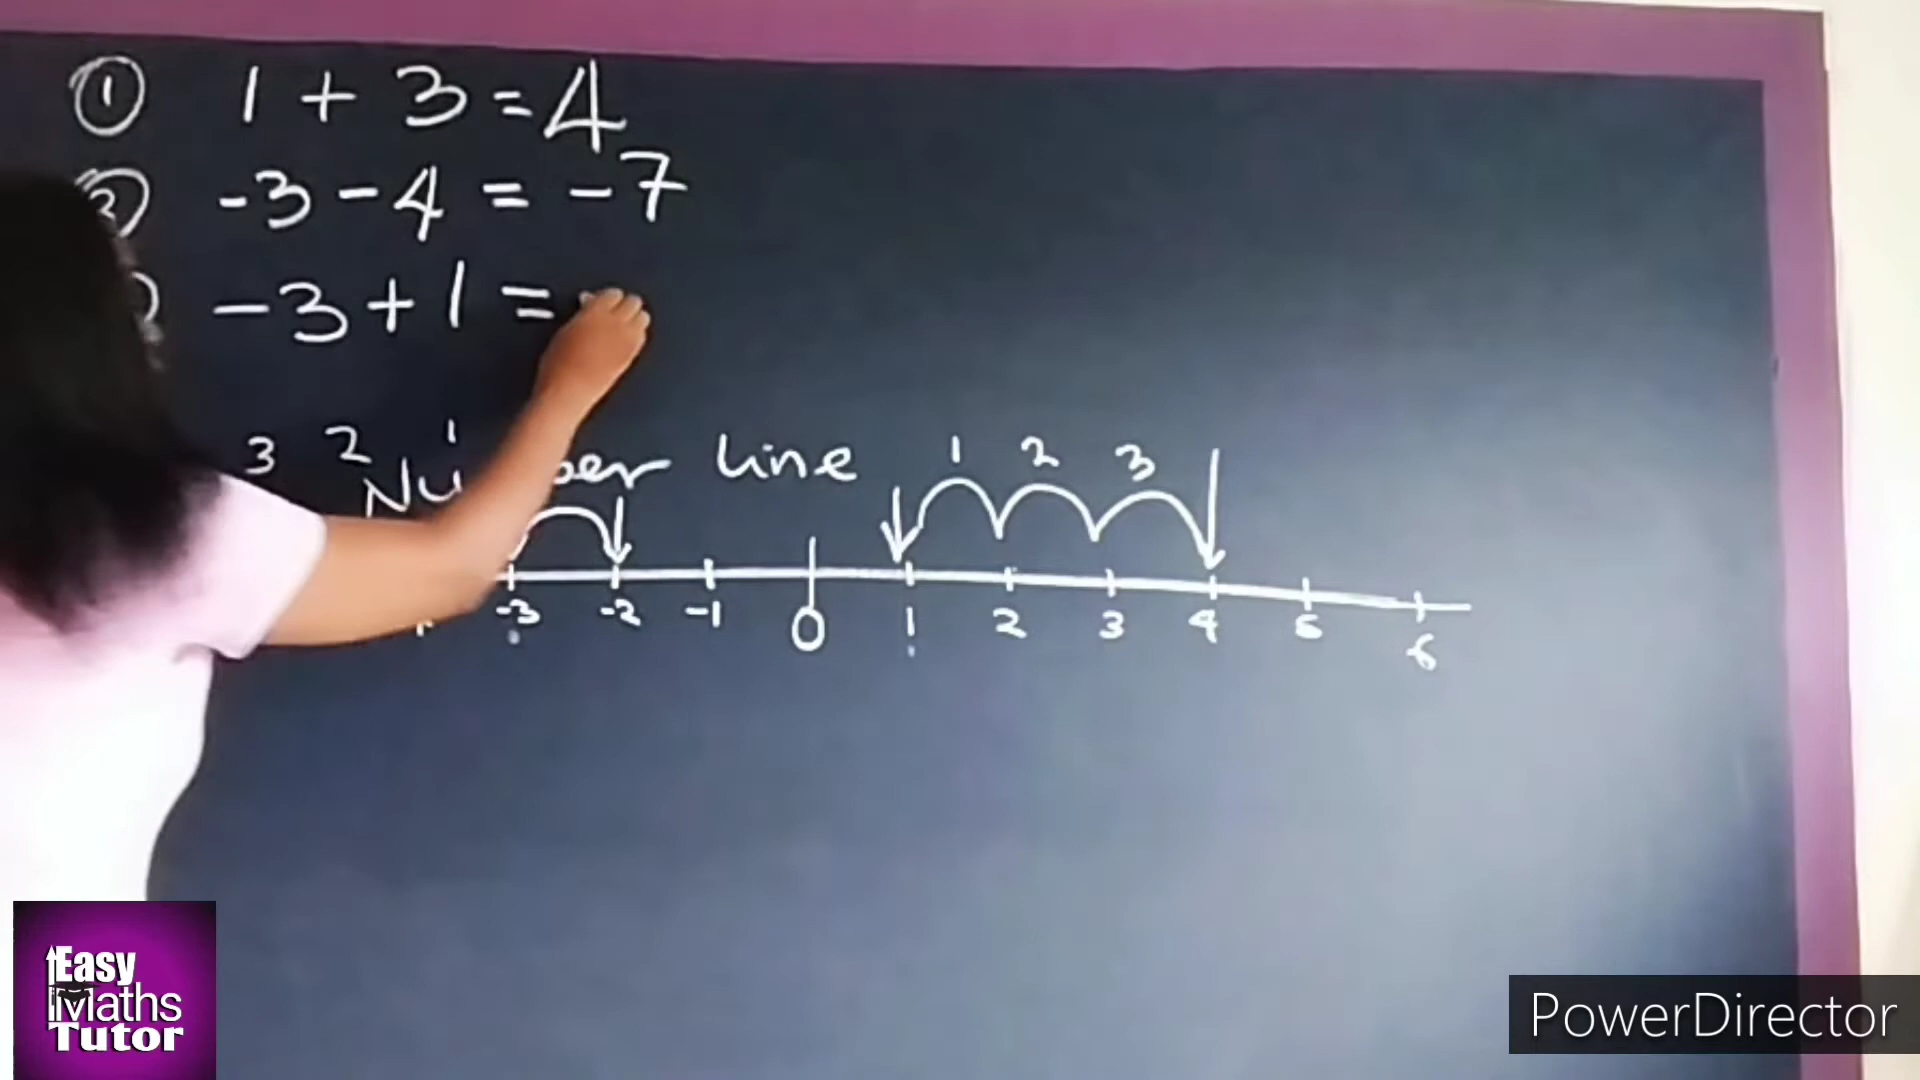 ① 1 + 3 = 4
② -3 - 4 = -7
-3 + 1 =
3 2 1
line
1 2 3
-3 -2 -1 0 1 2 3 4 5 6
Easy
Maths
Tutor
PowerDirector